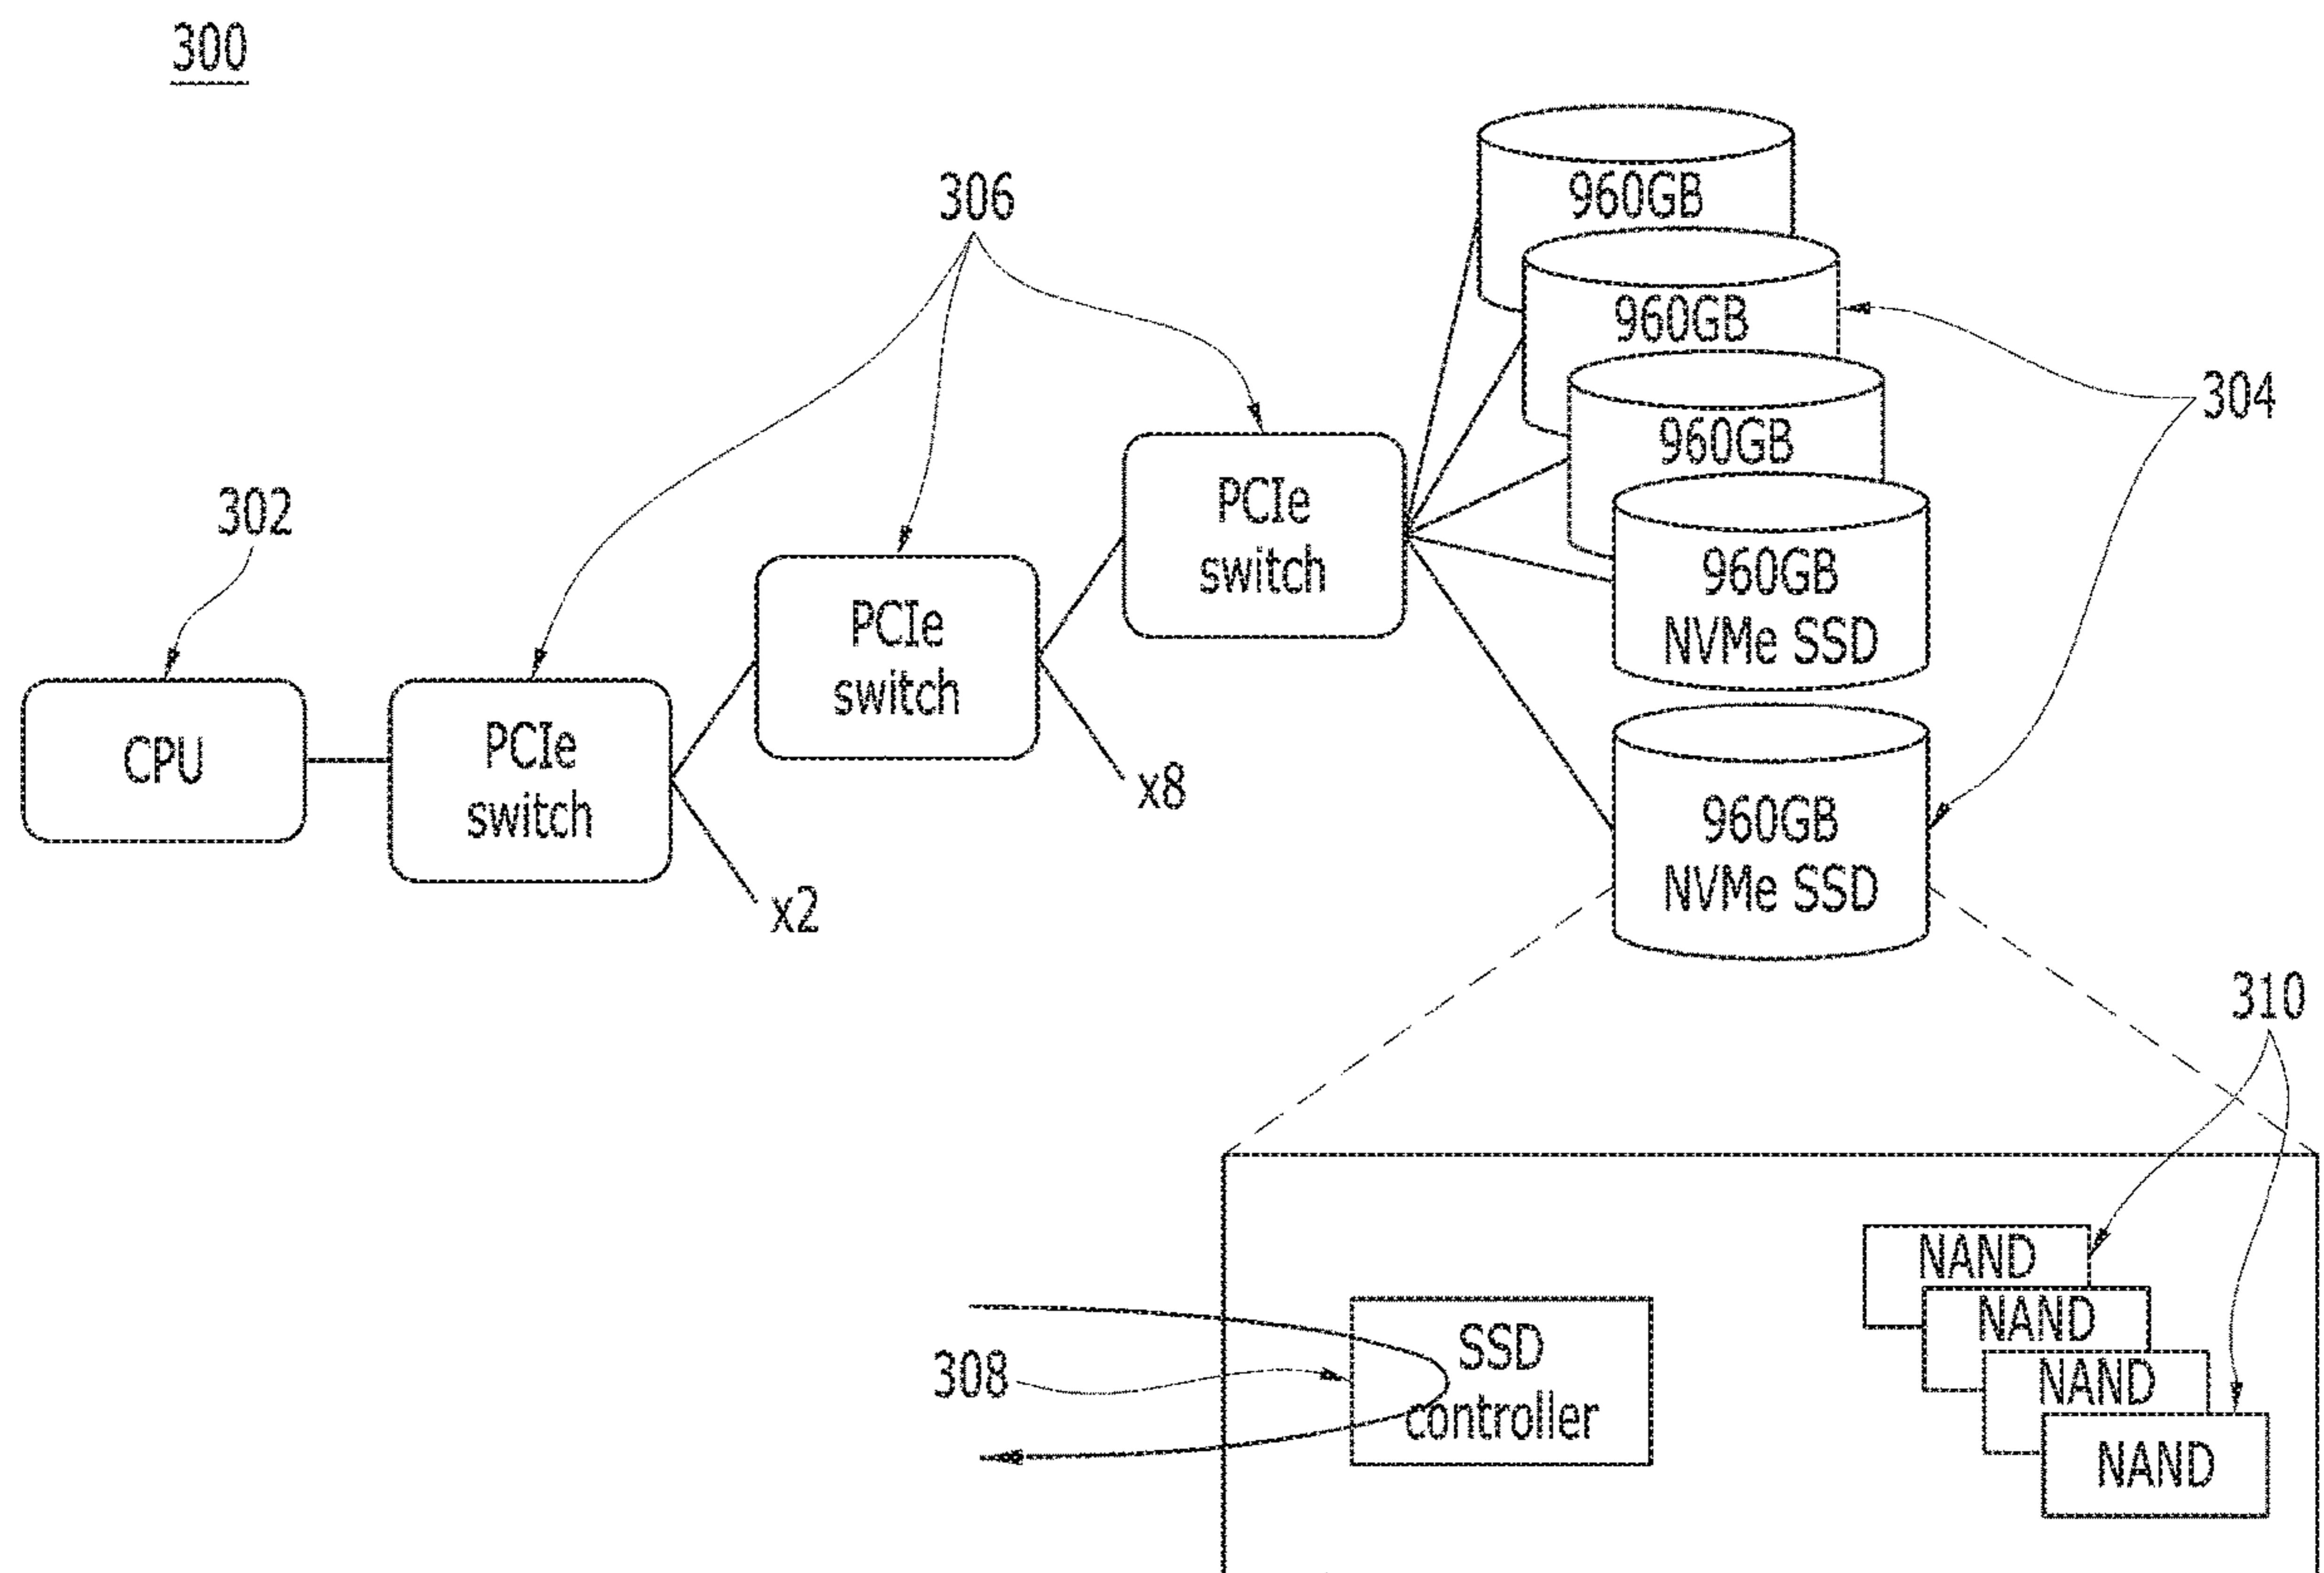 300
960GB
306
960GB
304
960GB
302
PCIe
switch
960GB
NVMe SSD
PCIe
switch
CPU
PCIe
switch
x8
960GB
NVMe SSD
x2
310
NAND
NAND
308
SSD
controller
NAND
NAND